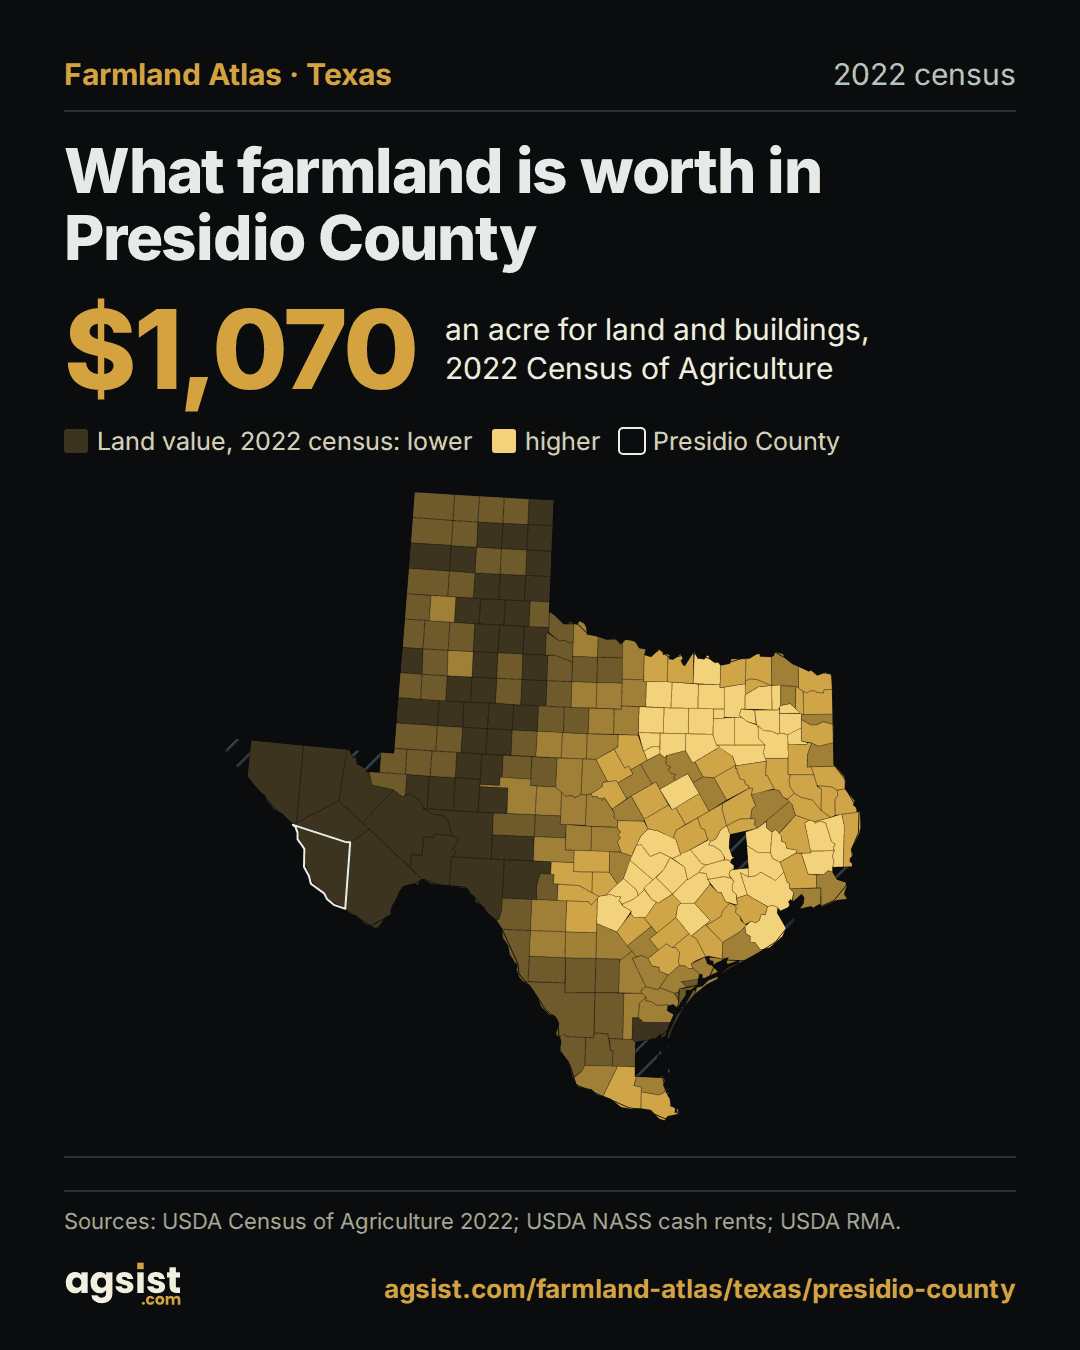 Farmland Atlas · Texas
2022 census
What farmland is worth in
Presidio County
$1,070
an acre for land and buildings,
2022 Census of Agriculture
Land value, 2022 census: lower
higher
Presidio County
Sources: USDA Census of Agriculture 2022; USDA NASS cash rents; USDA RMA.
agsist
.com
agsist.com/farmland-atlas/texas/presidio-county